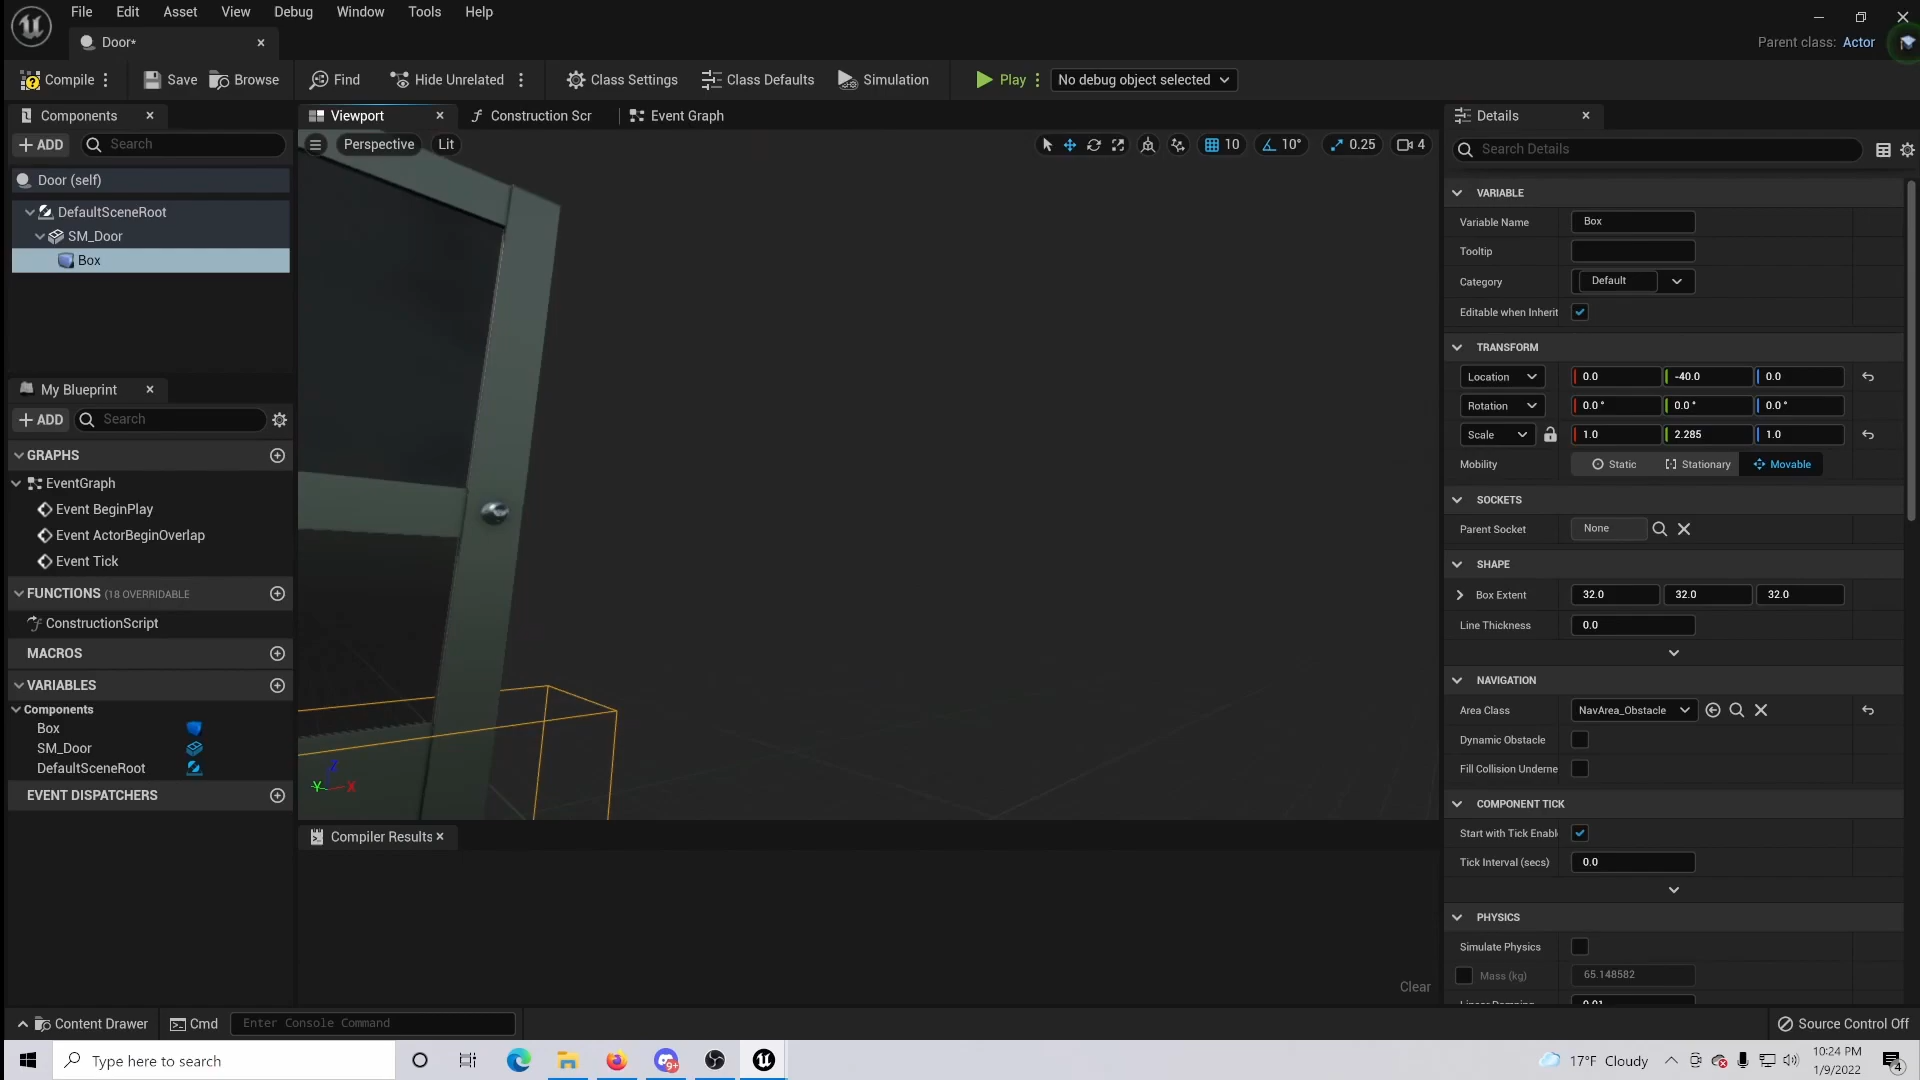 File Edit Asset View Debug Window Tools Help
Door*
Parent class: Actor
Compile Save Browse Find Hide Unrelated Class Settings Class Defaults Simulation Play No debug object selected
Components Viewport Construction Scr Event Graph Details
ADD Search
Perspective Lit 10 10° 0.25 4
Search Details
Door (self)
DefaultSceneRoot
SM_Door
Box
My Blueprint
ADD Search
GRAPHS
EventGraph
Event BeginPlay
Event ActorBeginOverlap
Event Tick
FUNCTIONS (18 OVERRIDABLE
ConstructionScript
MACROS
VARIABLES
Components
Box
SM_Door
DefaultSceneRoot
EVENT DISPATCHERS
Z
Y X
Compiler Results
Clear
VARIABLE
Variable Name Box
Tooltip
Category Default
Editable when Inherit
TRANSFORM
Location 0.0 -40.0 0.0
Rotation 0.0 ° 0.0 ° 0.0 °
Scale 1.0 2.285 1.0
Mobility Static Stationary Movable
SOCKETS
Parent Socket None
SHAPE
Box Extent 32.0 32.0 32.0
Line Thickness 0.0
NAVIGATION
Area Class NavArea_Obstacle
Dynamic Obstacle
Fill Collision Underne
COMPONENT TICK
Start with Tick Enabl
Tick Interval (secs) 0.0
PHYSICS
Simulate Physics
Mass (kg) 65.148582
Linear Damping 0.01
Content Drawer Cmd Enter Console Command Source Control Off
Type here to search 9+ 17°F Cloudy 10:24 PM
1/9/2022 4